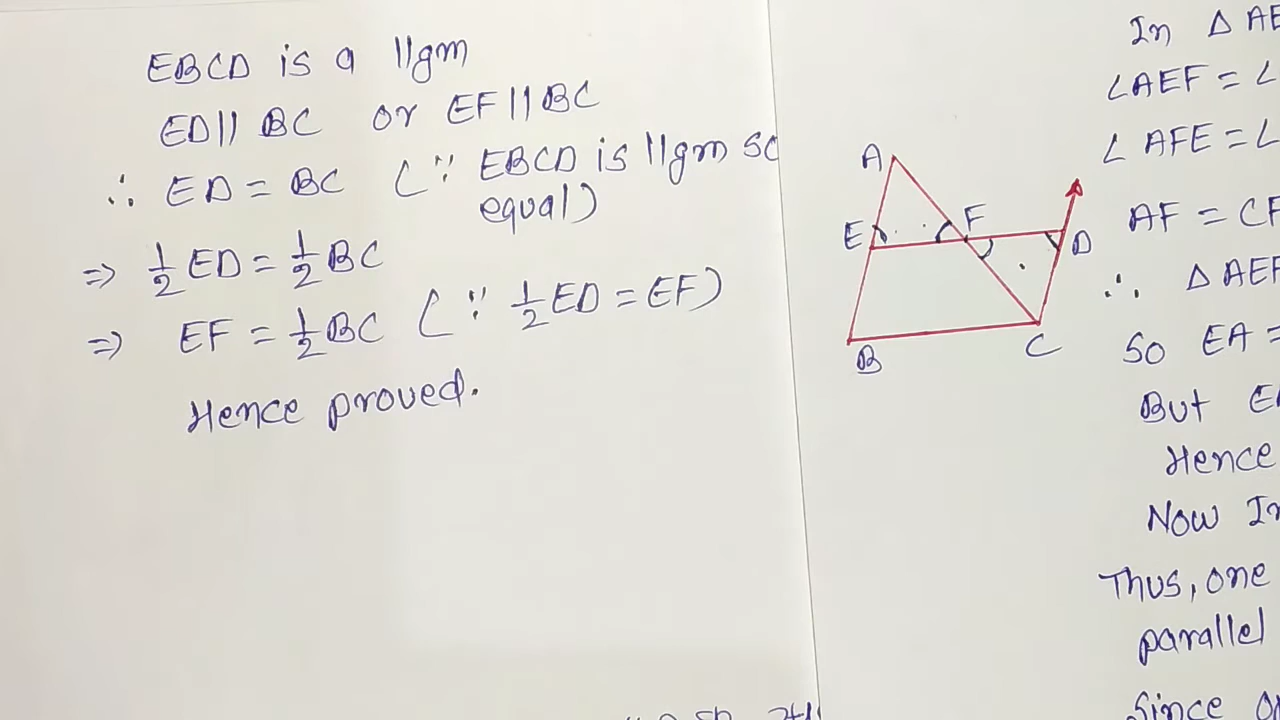 EBCD is a ||gm
ED || BC or EF || BC
∴ ED = BC (∵ EBCD is ||gm so
equal)
=> 1/2 ED = 1/2 BC
=> EF = 1/2 BC (∵ 1/2 ED = EF)
Hence proved.
A
E
F
D
B
C
In △ AE
∠AEF = ∠
∠AFE = ∠
AF = CF
∴ △ AEF
So EA =
But E
Hence
Now In
Thus, one
parallel
Since